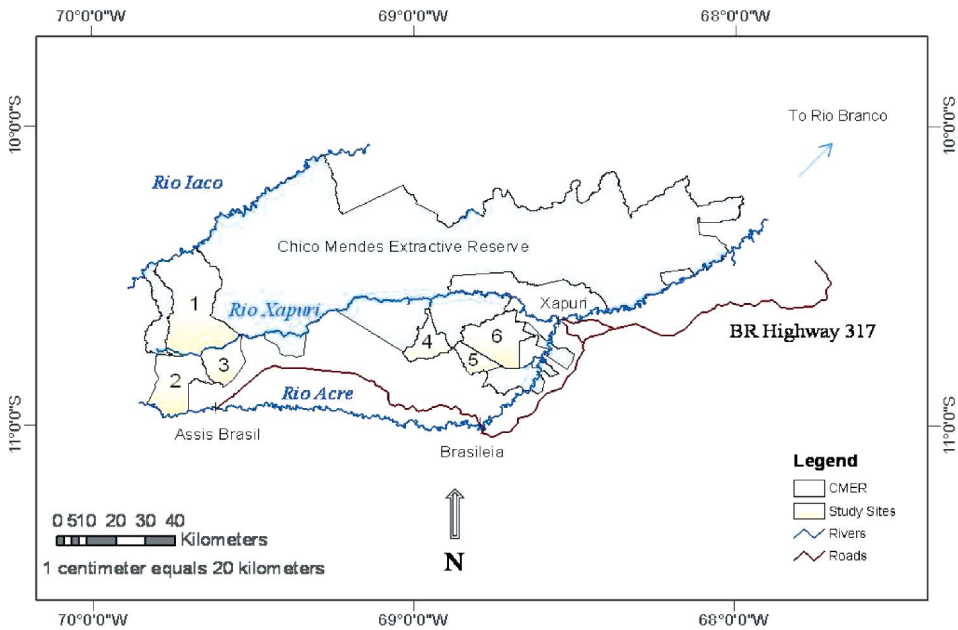 70°0'0"W 69°0'0"W 68°0'0"W
10°0'0"S 10°0'0"S
To Rio Branco
Rio Iaco
Chico Mendes Extractive Reserve
1
Rio Xapuri
Xapuri
BR Highway 317
6
4
3
5
2
Rio Acre
11°0'0"S 11°0'0"S
Assis Brasil
Brasileia
Legend
CMER
Study Sites
Rivers
Roads
0 5 10 20 30 40
Kilometers
1 centimeter equals 20 kilometers
N
70°0'0"W 69°0'0"W 68°0'0"W